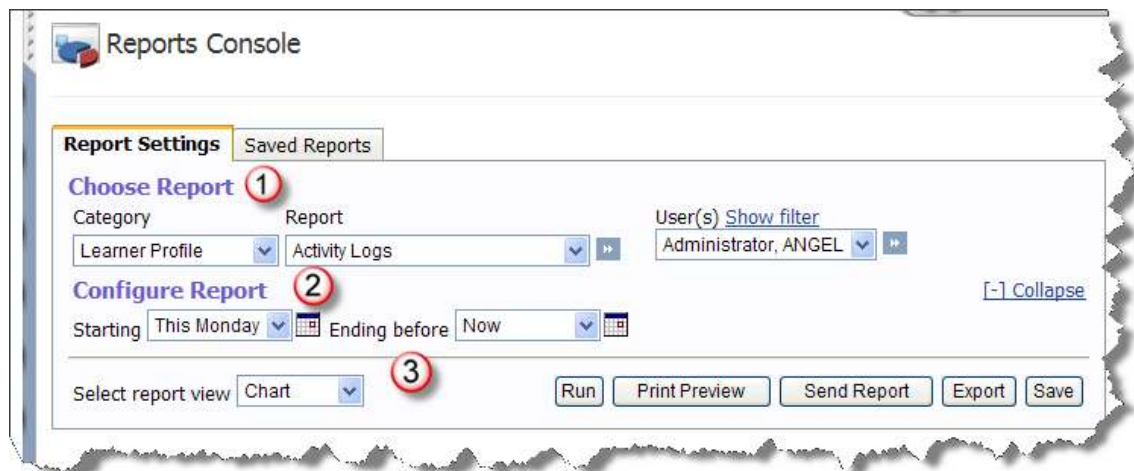 Reports Console
Report Settings Saved Reports
Choose Report 1
Category Report User(s) Show filter
Learner Profile Activity Logs Administrator, ANGEL
Configure Report 2 [-] Collapse
Starting This Monday Ending before Now
3
Select report view Chart Run Print Preview Send Report Export Save